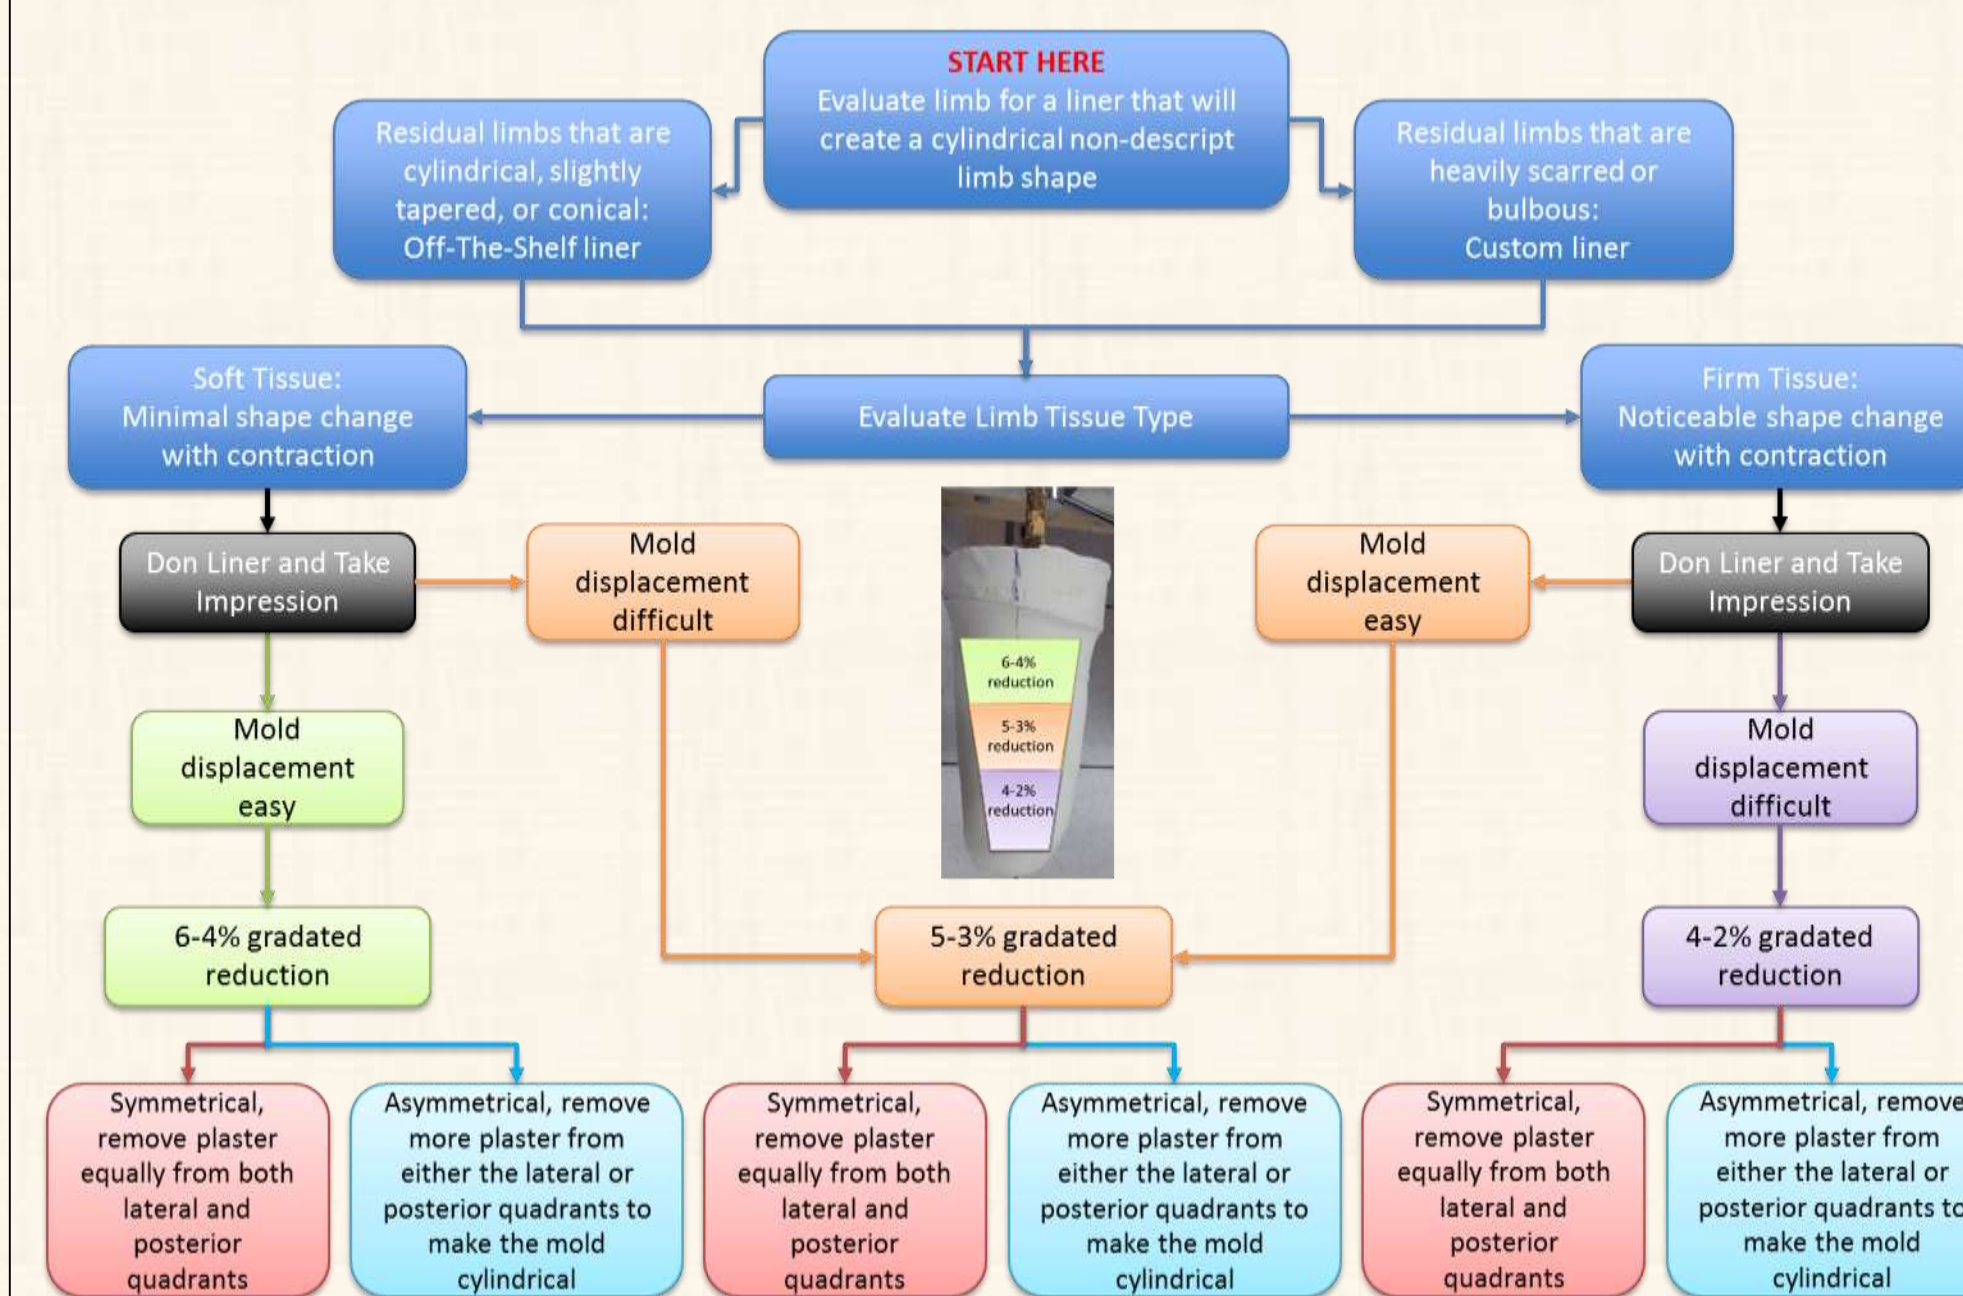 START HERE
Evaluate limb for a liner that will
create a cylindrical non-descript
limb shape
Residual limbs that are
cylindrical, slightly
tapered, or conical:
Off-The-Shelf liner
Residual limbs that are
heavily scarred or
bulbous:
Custom liner
Soft Tissue:
Minimal shape change
with contraction
Evaluate Limb Tissue Type
Firm Tissue:
Noticeable shape change
with contraction
Don Liner and Take
Impression
Mold
displacement
difficult
Mold
displacement
easy
Don Liner and Take
Impression
6-4%
reduction
5-3%
reduction
4-2%
reduction
Mold
displacement
easy
Mold
displacement
difficult
6-4% gradated
reduction
5-3% gradated
reduction
4-2% gradated
reduction
Symmetrical,
remove plaster
equally from both
lateral and
posterior
quadrants
Asymmetrical, remove
more plaster from
either the lateral or
posterior quadrants to
make the mold
cylindrical
Symmetrical,
remove plaster
equally from both
lateral and
posterior
quadrants
Asymmetrical, remove
more plaster from
either the lateral or
posterior quadrants to
make the mold
cylindrical
Symmetrical,
remove plaster
equally from both
lateral and
posterior
quadrants
Asymmetrical, remove
more plaster from
either the lateral or
posterior quadrants to
make the mold
cylindrical